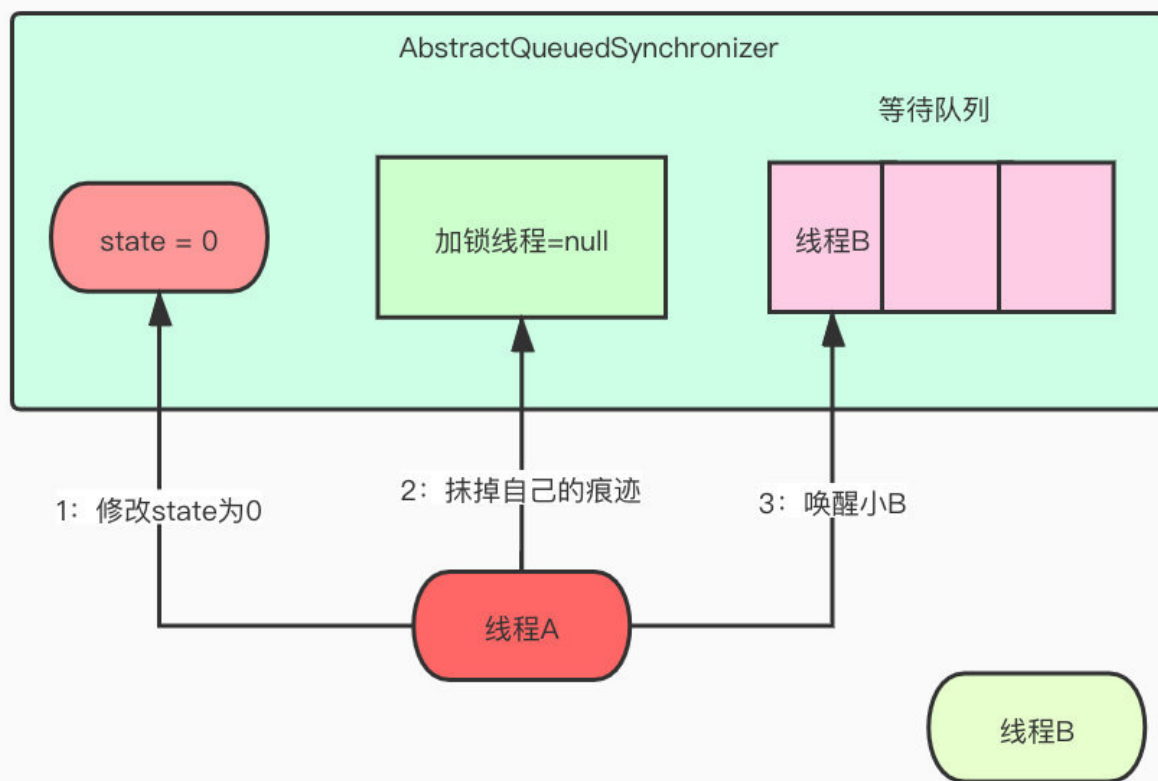 AbstractQueuedSynchronizer
等待队列
state = 0
加锁线程=null
线程B
1：修改state为0
2：抹掉自己的痕迹
3：唤醒小B
线程A
线程B